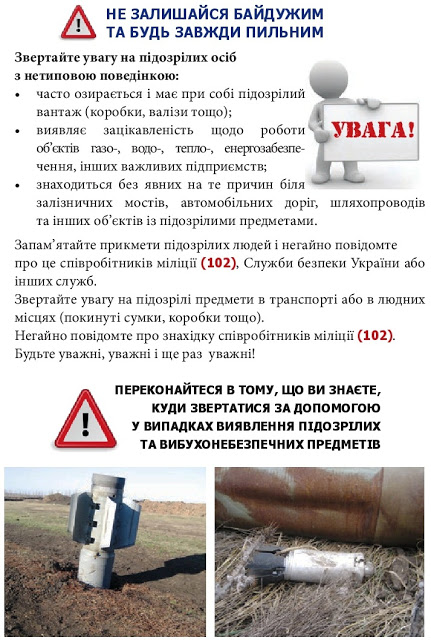 НЕ ЗАЛИШАЙСЯ БАЙДУЖИМ
ТА БУДЬ ЗАВЖДИ ПИЛЬНИМ
Звертайте увагу на підозрілих осіб
з нетиповою поведінкою:
• часто озирається і має при собі підозрілий
вантаж (коробки, валізи тощо);
• виявляє зацікавленість щодо роботи
об'єктів газо-, водо-, тепло-, енергозабезпе-
чення, інших важливих підприємств;
• знаходиться без явних на те причин біля
залізничних мостів, автомобільних доріг, шляхопроводів
та інших об'єктів із підозрілими предметами.
УВАГА!
Запам'ятайте прикмети підозрілих людей і негайно повідомте
про це співробітників міліції (102), Служби безпеки України або
інших служб.
Звертайте увагу на підозрілі предмети в транспорті або в людних
місцях (покинуті сумки, коробки тощо).
Негайно повідомте про знахідку співробітників міліції (102).
Будьте уважні, уважні і ще раз уважні!
ПЕРЕКОНАЙТЕСЯ В ТОМУ, ЩО ВИ ЗНАЄТЕ,
КУДИ ЗВЕРТАТИСЯ ЗА ДОПОМОГОЮ
У ВИПАДКАХ ВИЯВЛЕННЯ ПІДОЗРІЛИХ
ТА ВИБУХОНЕБЕЗПЕЧНИХ ПРЕДМЕТІВ